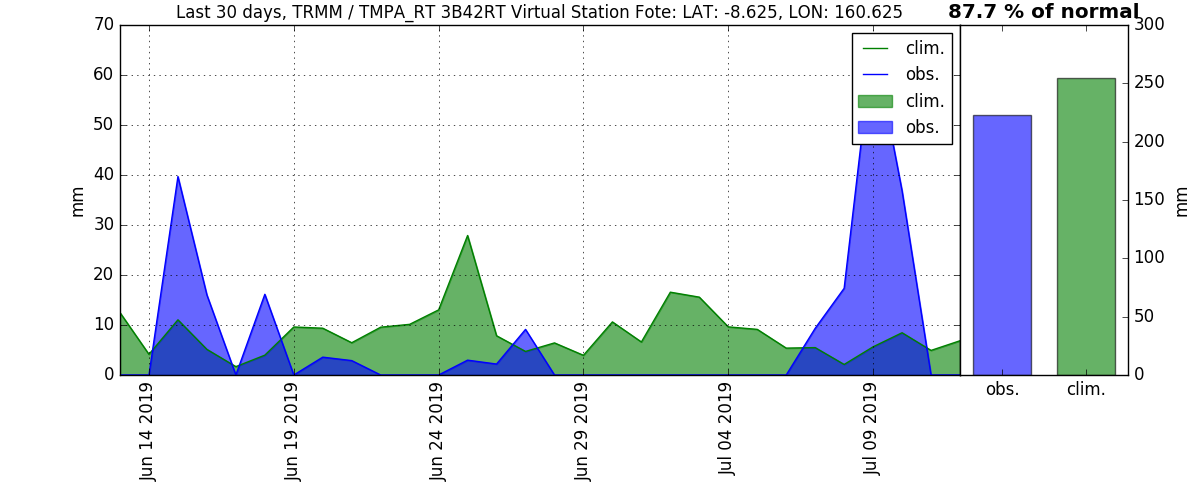 Last 30 days, TRMM / TMPA_RT 3B42RT Virtual Station Fote: LAT: -8.625, LON: 160.625
87.7 % of normal
70
60
50
40
30
20
10
0
mm
clim.
obs.
clim.
obs.
300
250
200
150
100
50
0
mm
Jun 14 2019
Jun 19 2019
Jun 24 2019
Jun 29 2019
Jul 04 2019
Jul 09 2019
obs.
clim.